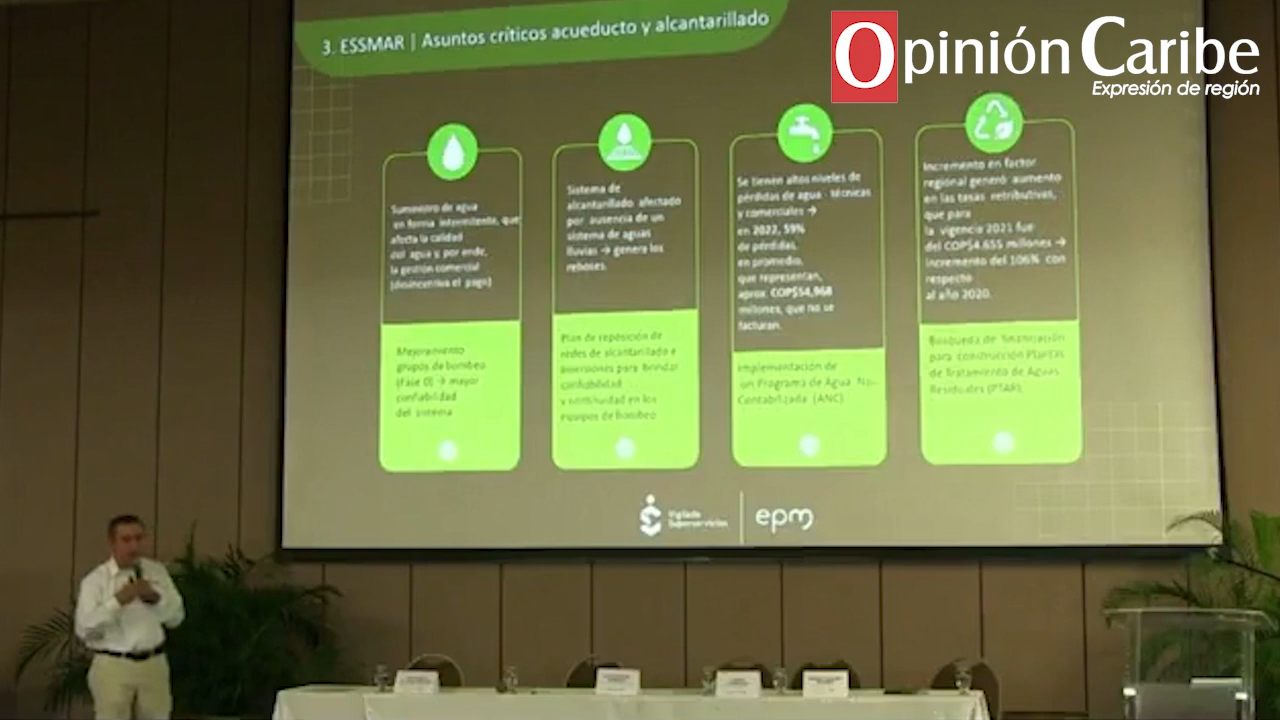 3. ESSMAR | Asuntos críticos acueducto y alcantarillado
Opinión Caribe
Expresión de región
Suministro de agua
en forma intermitente, que
afecta la calidad
del agua y, por ende,
la gestión comercial
(desincentiva el pago)
Mejoramiento
grupos de bombeo
(Fase 0) → mayor
confiabilidad
del sistema
Sistema de
alcantarillado afectado
por ausencia de un
sistema de aguas
lluvias → genera los
reboses.
Plan de reposición de
redes de alcantarillado e
inversiones para brindar
confiabilidad
y continuidad en los
equipos de bombeo
Se tienen altos niveles de
pérdidas de agua técnicas
y comerciales →
en 2022, 59%
de pérdidas,
en promedio,
que representan,
aprox. COP$54,968
millones, que no se
facturan.
Implementación de
un Programa de Agua No
Contabilizada (ANC)
Incremento en factor
regional generó aumento
en las tasas retributivas,
que para
la vigencia 2021 fue
del COP$4.655 millones →
incremento del 106% con
respecto
al año 2020.
Búsqueda de financiación
para construcción Plantas
de Tratamiento de Aguas
Residuales (PTAR)
Vigilado
Superservicios
epm